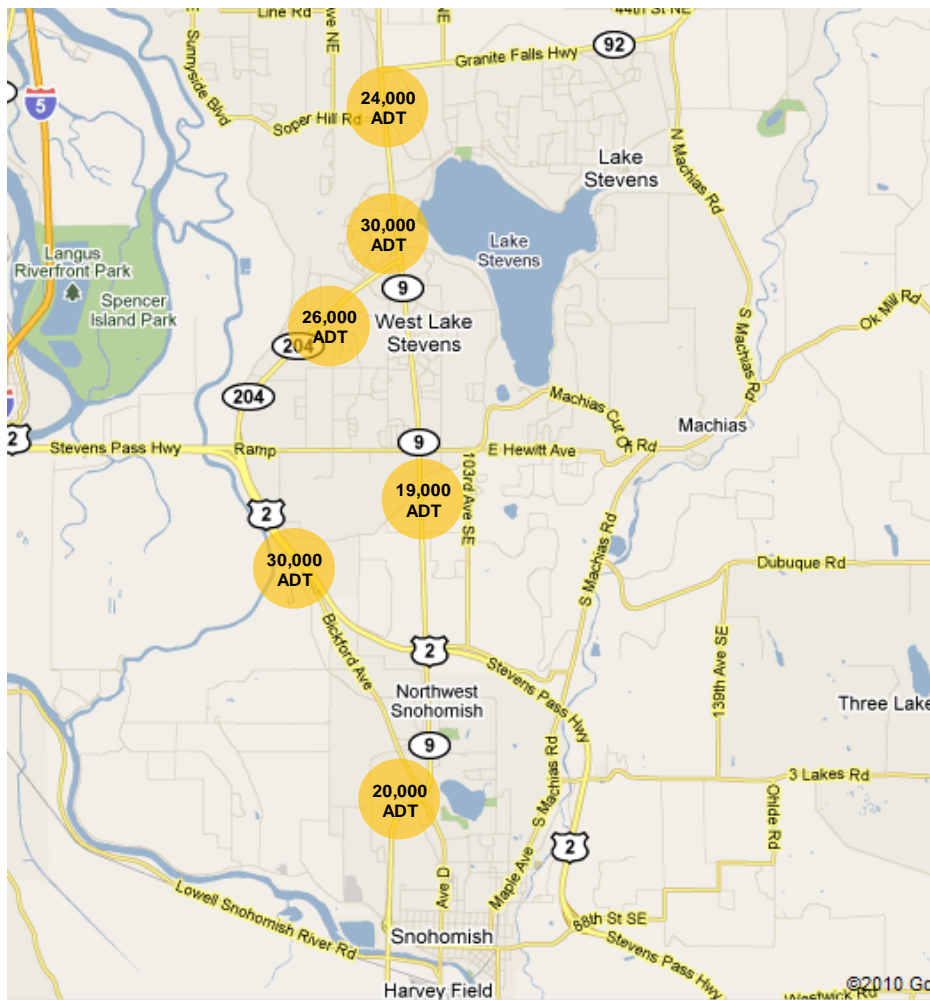 Line Rd
Ave NE
NE
44th St NE
Sunnyside Blvd
92
Granite Falls Hwy
5
24,000
ADT
Soper Hill Rd
N Machias Rd
Lake
Stevens
30,000
ADT
Lake
Stevens
Langus
Riverfront Park
Spencer
Island Park
9
26,000
ADT
West Lake
Stevens
204
S Machias Rd
Ok Mill Rd
204
Machias Cut Off Rd
Machias
2
Stevens Pass Hwy
Ramp
9
E Hewitt Ave
103rd Ave SE
19,000
ADT
2
S Machias Rd
30,000
ADT
Dubuque Rd
Bickford Ave
2
Stevens Pass Hwy
139th Ave SE
Northwest
Snohomish
Three Lake
9
S Machias Rd
20,000
ADT
3 Lakes Rd
Ohide Rd
2
Maple Ave
Ave D
Lowell Snohomish River Rd
88th St SE
Snohomish
Stevens Pass Hwy
Harvey Field
©2010 Go
Westwick Rd